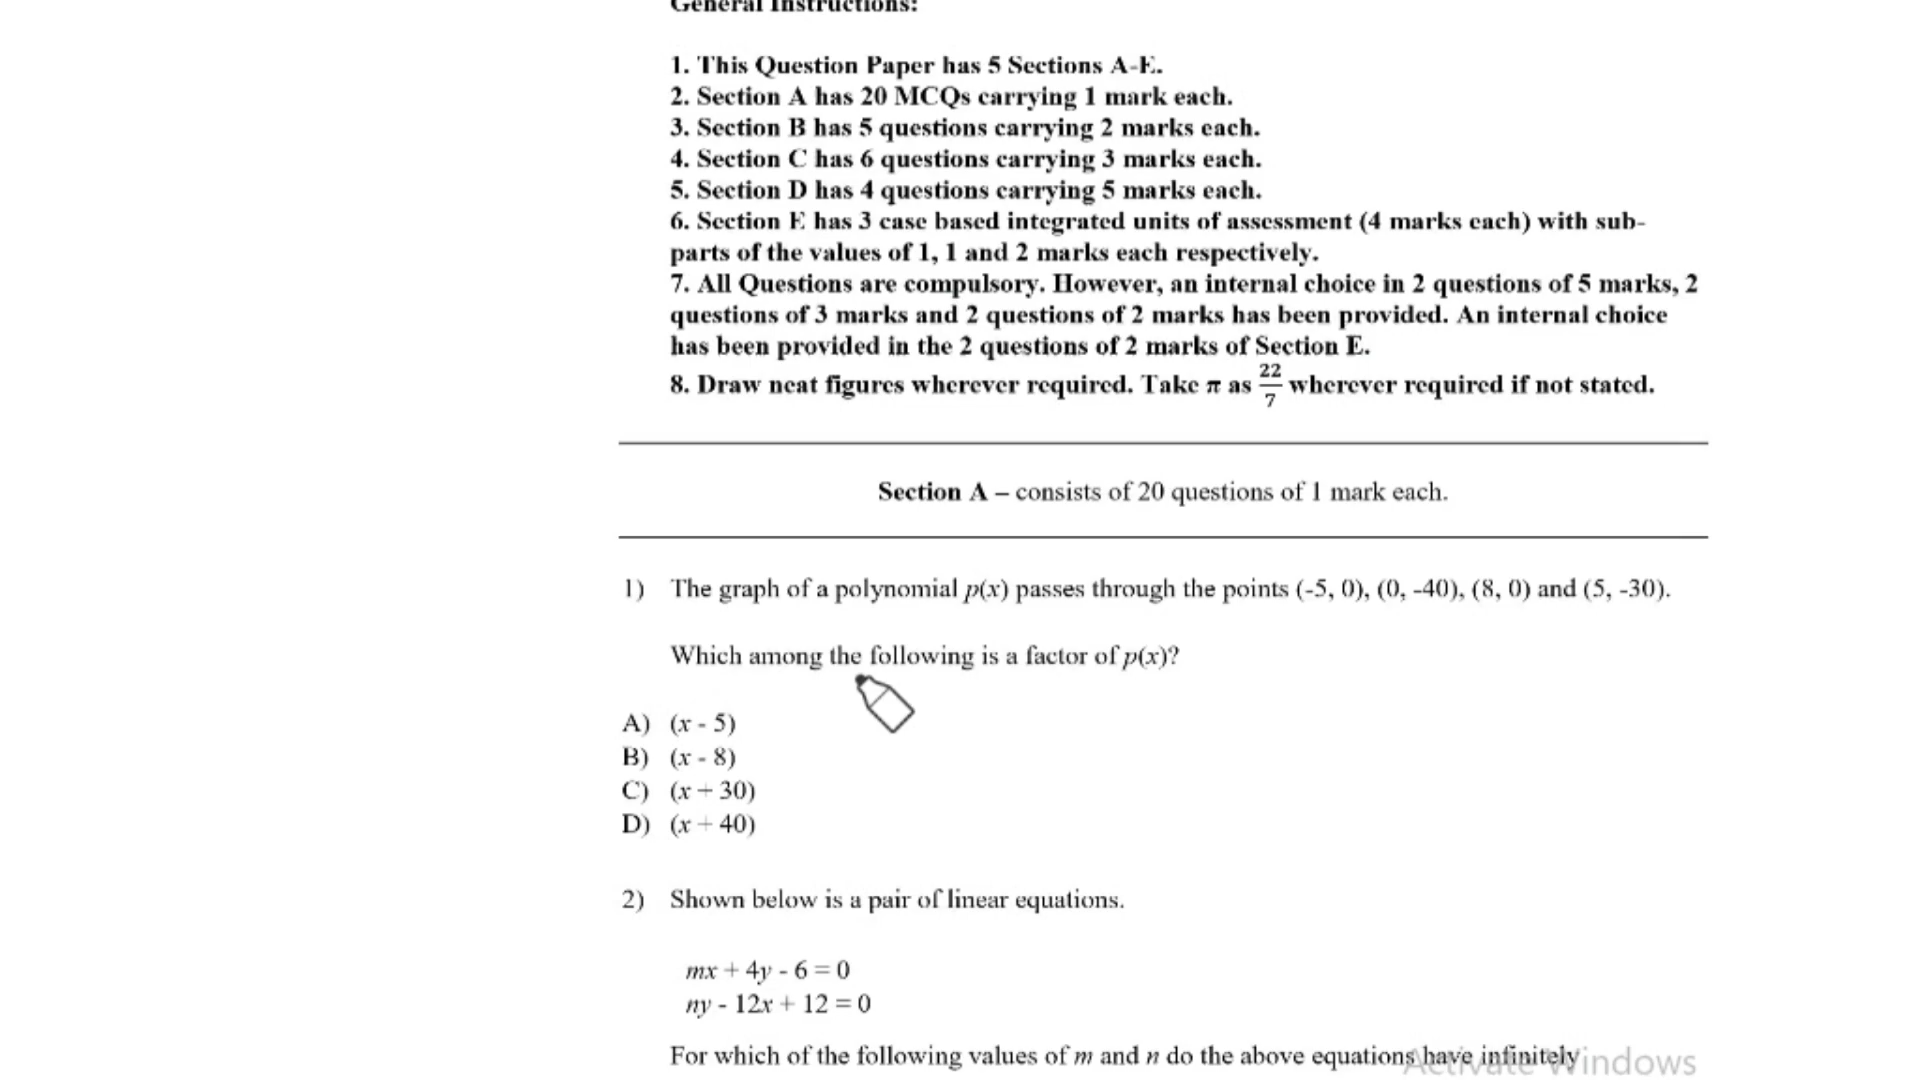 General Instructions:
1. This Question Paper has 5 Sections A-E.
2. Section A has 20 MCQs carrying 1 mark each.
3. Section B has 5 questions carrying 2 marks each.
4. Section C has 6 questions carrying 3 marks each.
5. Section D has 4 questions carrying 5 marks each.
6. Section E has 3 case based integrated units of assessment (4 marks each) with sub-
parts of the values of 1, 1 and 2 marks each respectively.
7. All Questions are compulsory. However, an internal choice in 2 questions of 5 marks, 2
questions of 3 marks and 2 questions of 2 marks has been provided. An internal choice
has been provided in the 2 questions of 2 marks of Section E.
8. Draw neat figures wherever required. Take π as 22/7 wherever required if not stated.
Section A – consists of 20 questions of 1 mark each.
1) The graph of a polynomial p(x) passes through the points (-5, 0), (0, -40), (8, 0) and (5, -30).
Which among the following is a factor of p(x)?
A) (x - 5)
B) (x - 8)
C) (x + 30)
D) (x + 40)
2) Shown below is a pair of linear equations.
mx + 4y - 6 = 0
ny - 12x + 12 = 0
For which of the following values of m and n do the above equations have infinitely
Activate Windows